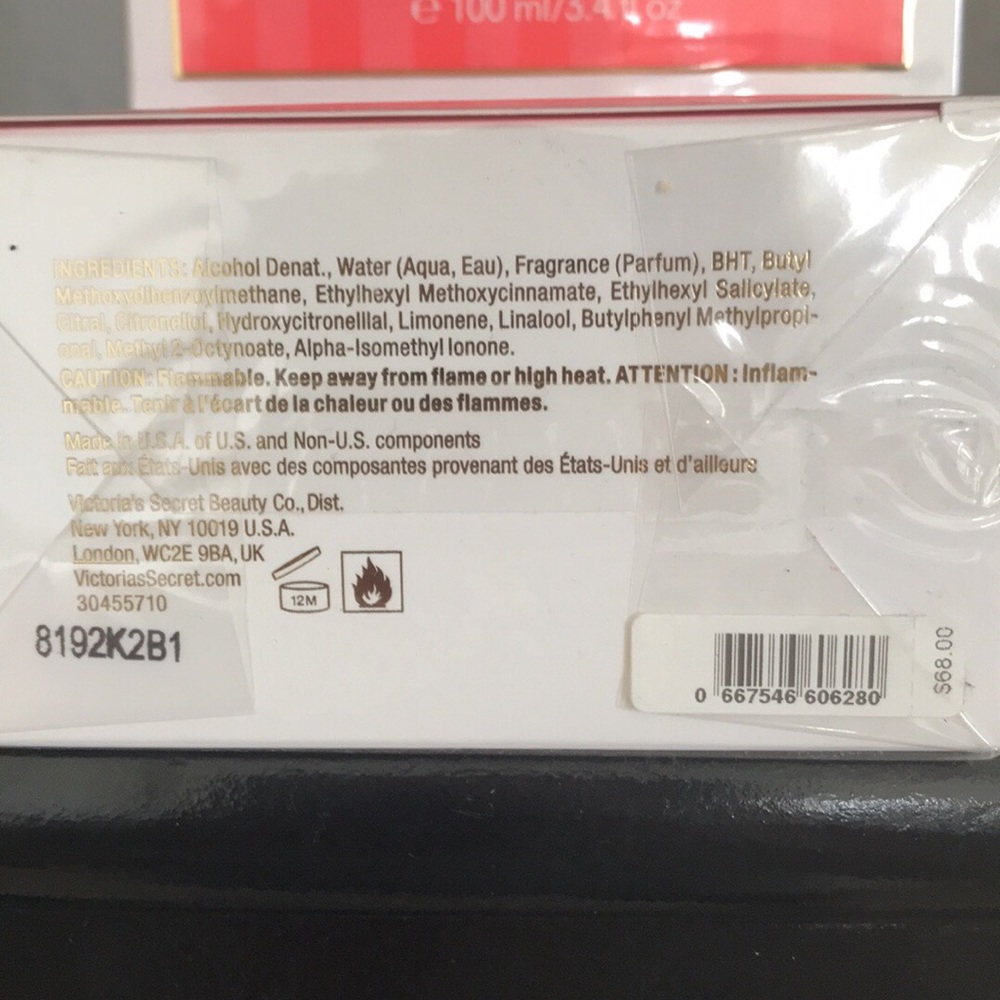 e 100 ml/3.4 fl oz
INGREDIENTS: Alcohol Denat., Water (Aqua, Eau), Fragrance (Parfum), BHT, Butyl
Methoxydibenzoylmethane, Ethylhexyl Methoxycinnamate, Ethylhexyl Salicylate,
Citral, Citronellol, Hydroxycitronelllal, Limonene, Linalool, Butylphenyl Methylpropi-
onal, Methyl 2-Octynoate, Alpha-Isomethyl Ionone.
CAUTION: Flammable. Keep away from flame or high heat. ATTENTION : Inflam-
mable. Tenir à l'écart de la chaleur ou des flammes.
Made in U.S.A. of U.S. and Non-U.S. components
Fait aux États-Unis avec des composantes provenant des États-Unis et d'ailleurs
Victoria's Secret Beauty Co., Dist.
New York, NY 10019 U.S.A.
London, WC2E 9BA, UK
VictoriasSecret.com
30455710
12M
8192K2B1
0 667546 606280
$68.00